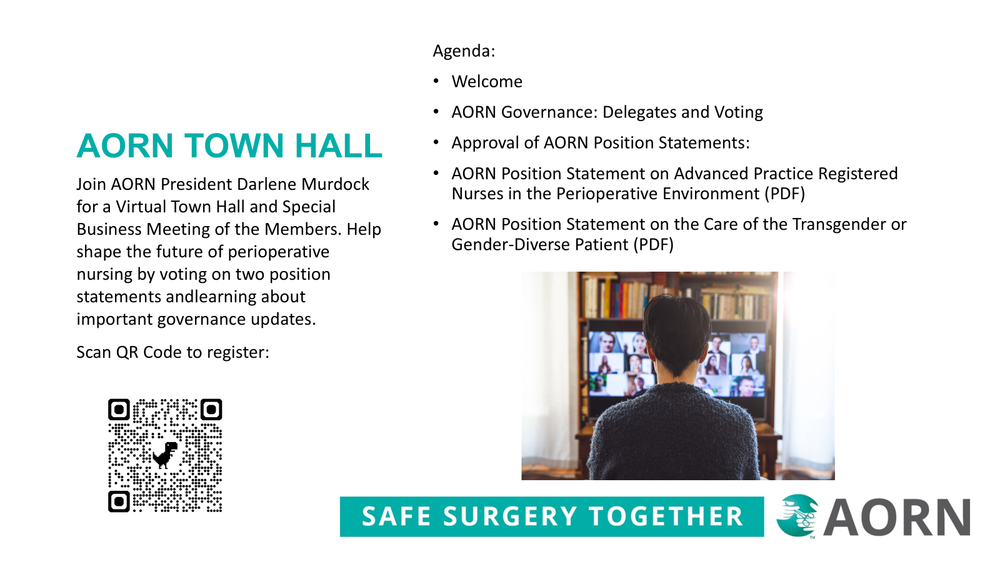 AORN TOWN HALL
Join AORN President Darlene Murdock
for a Virtual Town Hall and Special
Business Meeting of the Members. Help
shape the future of perioperative
nursing by voting on two position
statements andlearning about
important governance updates.
Scan QR Code to register:
Agenda:
• Welcome
• AORN Governance: Delegates and Voting
• Approval of AORN Position Statements:
• AORN Position Statement on Advanced Practice Registered
Nurses in the Perioperative Environment (PDF)
• AORN Position Statement on the Care of the Transgender or
Gender-Diverse Patient (PDF)
SAFE SURGERY TOGETHER
AORN
TM